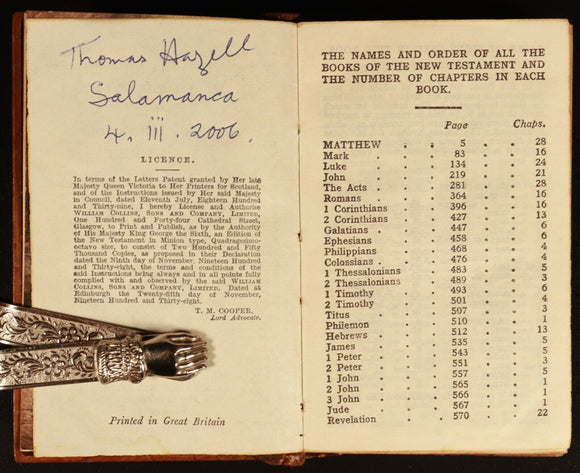 Thomas Hazell
Salamanca
4. III. 2006.
LICENCE.
In terms of the Letters Patent granted by Her late
Majesty Queen Victoria to Her Printers for Scotland,
and of the Instructions issued by Her said Majesty
in Council, dated Eleventh July, Eighteen Hundred
and Thirty-nine, I hereby License and Authorise
WILLIAM COLLINS, SONS AND COMPANY, LIMITED,
One Hundred and Forty-four Cathedral Street,
Glasgow, to Print and Publish, as by the Authority
of His Majesty King George the Sixth, an Edition of
the New Testament in Minion type, Quadragesimo-
octavo size, to consist of Two Hundred and Fifty
Thousand Copies, as proposed in their Declaration
dated the Ninth day of November, Nineteen Hundred
and Thirty-eight, the terms and conditions of the
said Instructions being always and in all points fully
complied with and observed by the said WILLIAM
COLLINS, SONS AND COMPANY, LIMITED. Dated at
Edinburgh the Twenty-fifth day of November,
Nineteen Hundred and Thirty-eight.
T. M. COOPER,
Lord Advocate.
Printed in Great Britain
THE NAMES AND ORDER OF ALL THE
BOOKS OF THE NEW TESTAMENT AND
THE NUMBER OF CHAPTERS IN EACH
BOOK.
Page Chaps.
MATTHEW . . 5 . . 28
Mark . . . 83 . . 16
Luke . . . 134 . . 24
John . . . 219 . . 21
The Acts . . 281 . . 28
Romans . . 364 . . 16
1 Corinthians . . 396 . . 16
2 Corinthians . . 427 . . 13
Galatians . . 447 . . 6
Ephesians . . 458 . . 6
Philippians . . 468 . . 4
Colossians . . 476 . . 4
1 Thessalonians . 483 . . 5
2 Thessalonians . 489 . . 3
1 Timothy . . 493 . . 6
2 Timothy . . 501 . . 4
Titus . . . 507 . . 3
Philemon . . 510 . . 1
Hebrews . . 512 . . 13
James . . . 535 . . 5
1 Peter . . 543 . . 5
2 Peter . . 551 . . 3
1 John . . 557 . . 5
2 John . . 565 . . 1
3 John . . 566 . . 1
Jude . . . 567 . . 1
Revelation . . 570 . . 22